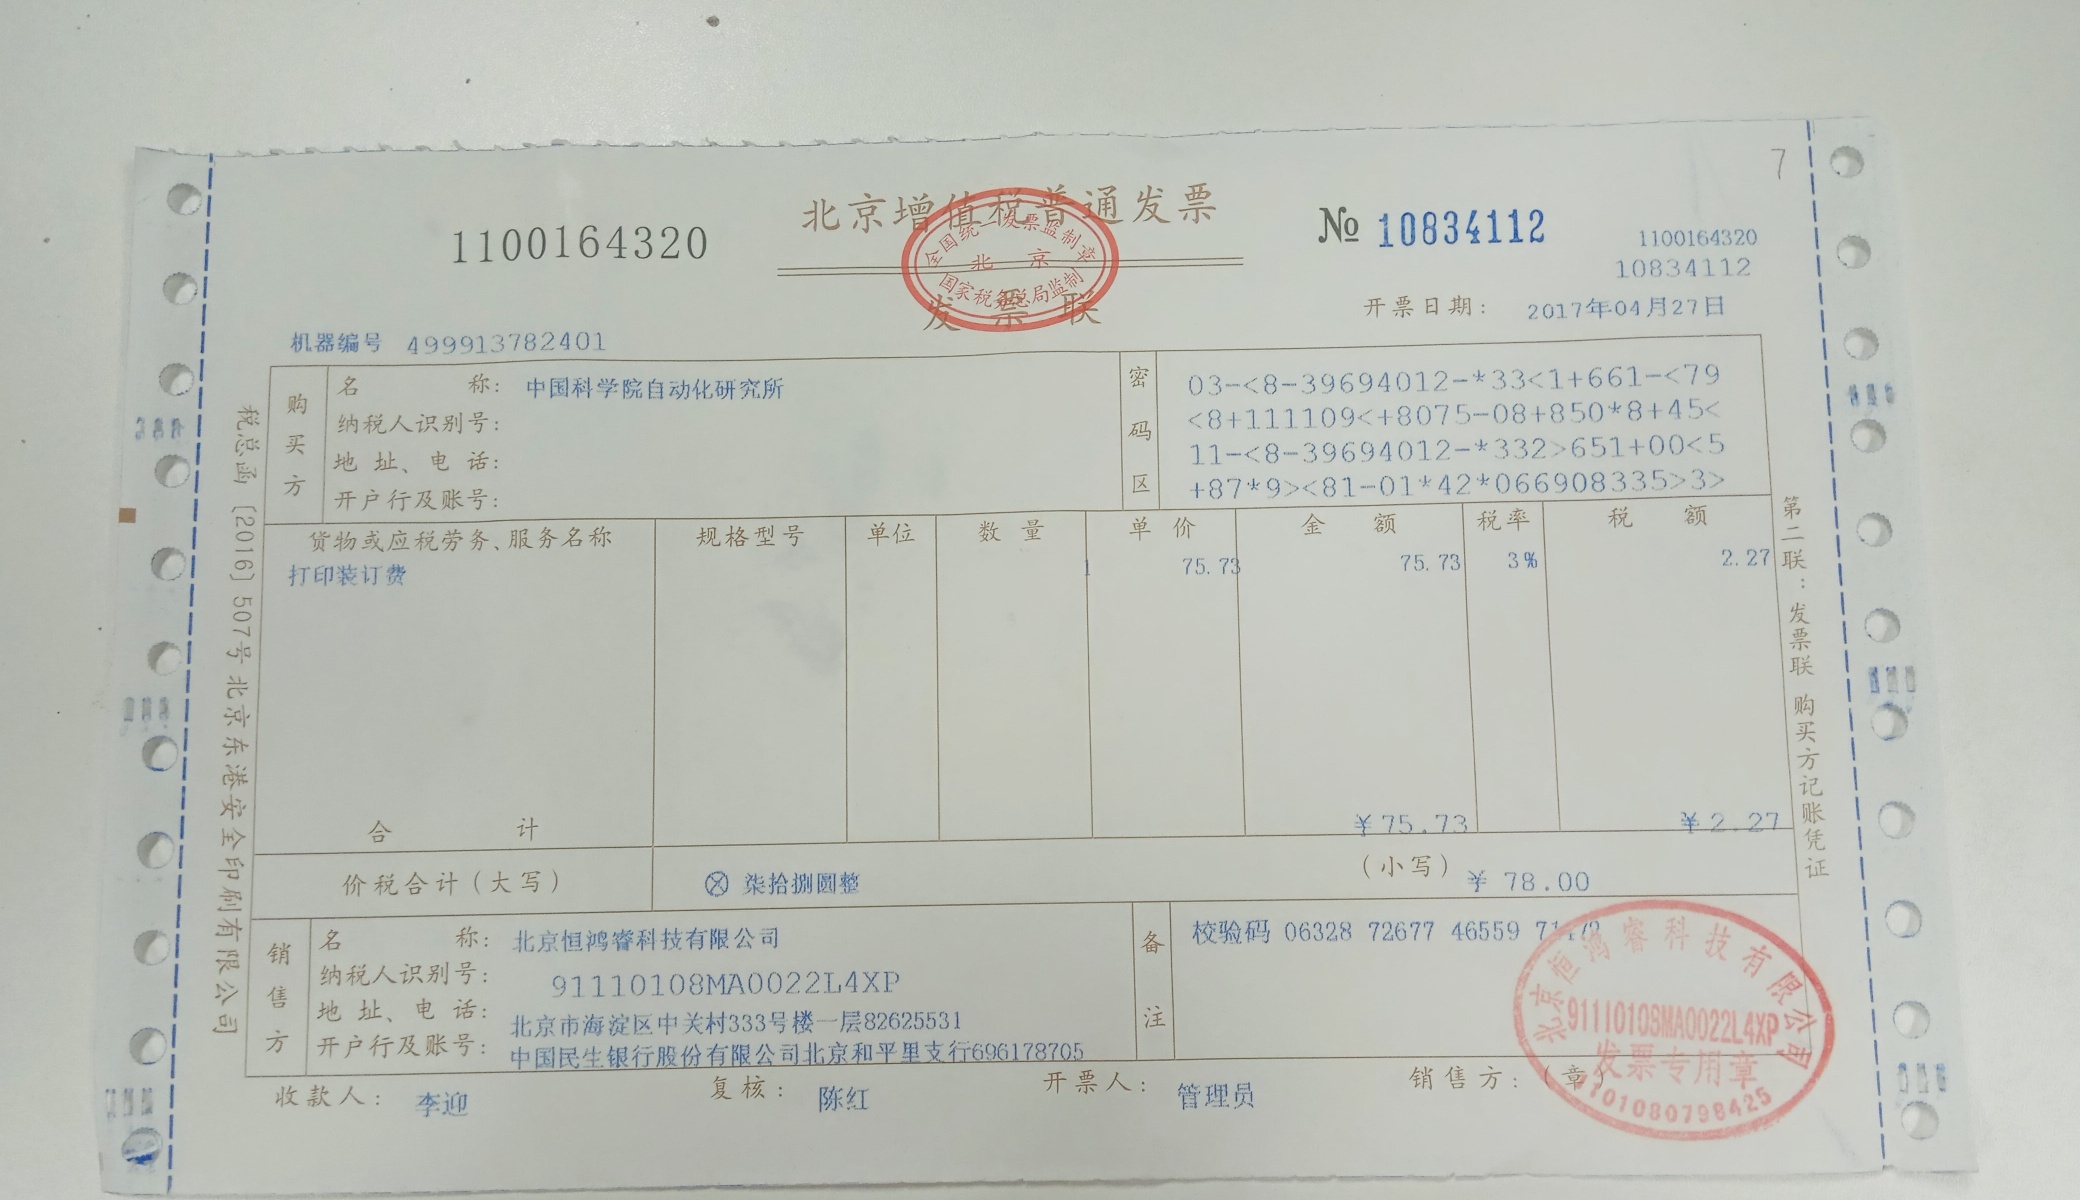 7
北京增值税普通发票
1100164320
№ 10834112
1100164320
10834112
全国统一发票监制章
北京
国家税务总局监制
发票联
开票日期: 2017年04月27日
机器编号 499913782401
税总函〔2016〕507号北京东港安全印刷有限公司
购买方
名称: 中国科学院自动化研究所
纳税人识别号:
地址、电话:
开户行及账号:
密码区
03-<8-39694012-*33<1+661-<79
<8+111109<+8075-08+850*8+45<
11-<8-39694012-*332>651+00<5
+87*9><81-01*42*066908335>3>
货物或应税劳务、服务名称 规格型号 单位 数量 单价 金额 税率 税额
打印装订费 1 75.73 75.73 3% 2.27
合计 ¥75.73 ¥2.27
价税合计(大写) ⊗ 柒拾捌圆整 (小写) ¥ 78.00
第二联:发票联 购买方记账凭证
销售方
名称: 北京恒鸿睿科技有限公司
纳税人识别号: 91110108MA0022L4XP
地址、电话: 北京市海淀区中关村333号楼一层82625531
开户行及账号: 中国民生银行股份有限公司北京和平里支行696178705
备注
校验码 06328 72677 46559
北京恒鸿睿科技有限公司
91110108MA0022L4XP
发票专用章
1101080798425
收款人: 李迎 复核: 陈红 开票人: 管理员 销售方:(章)